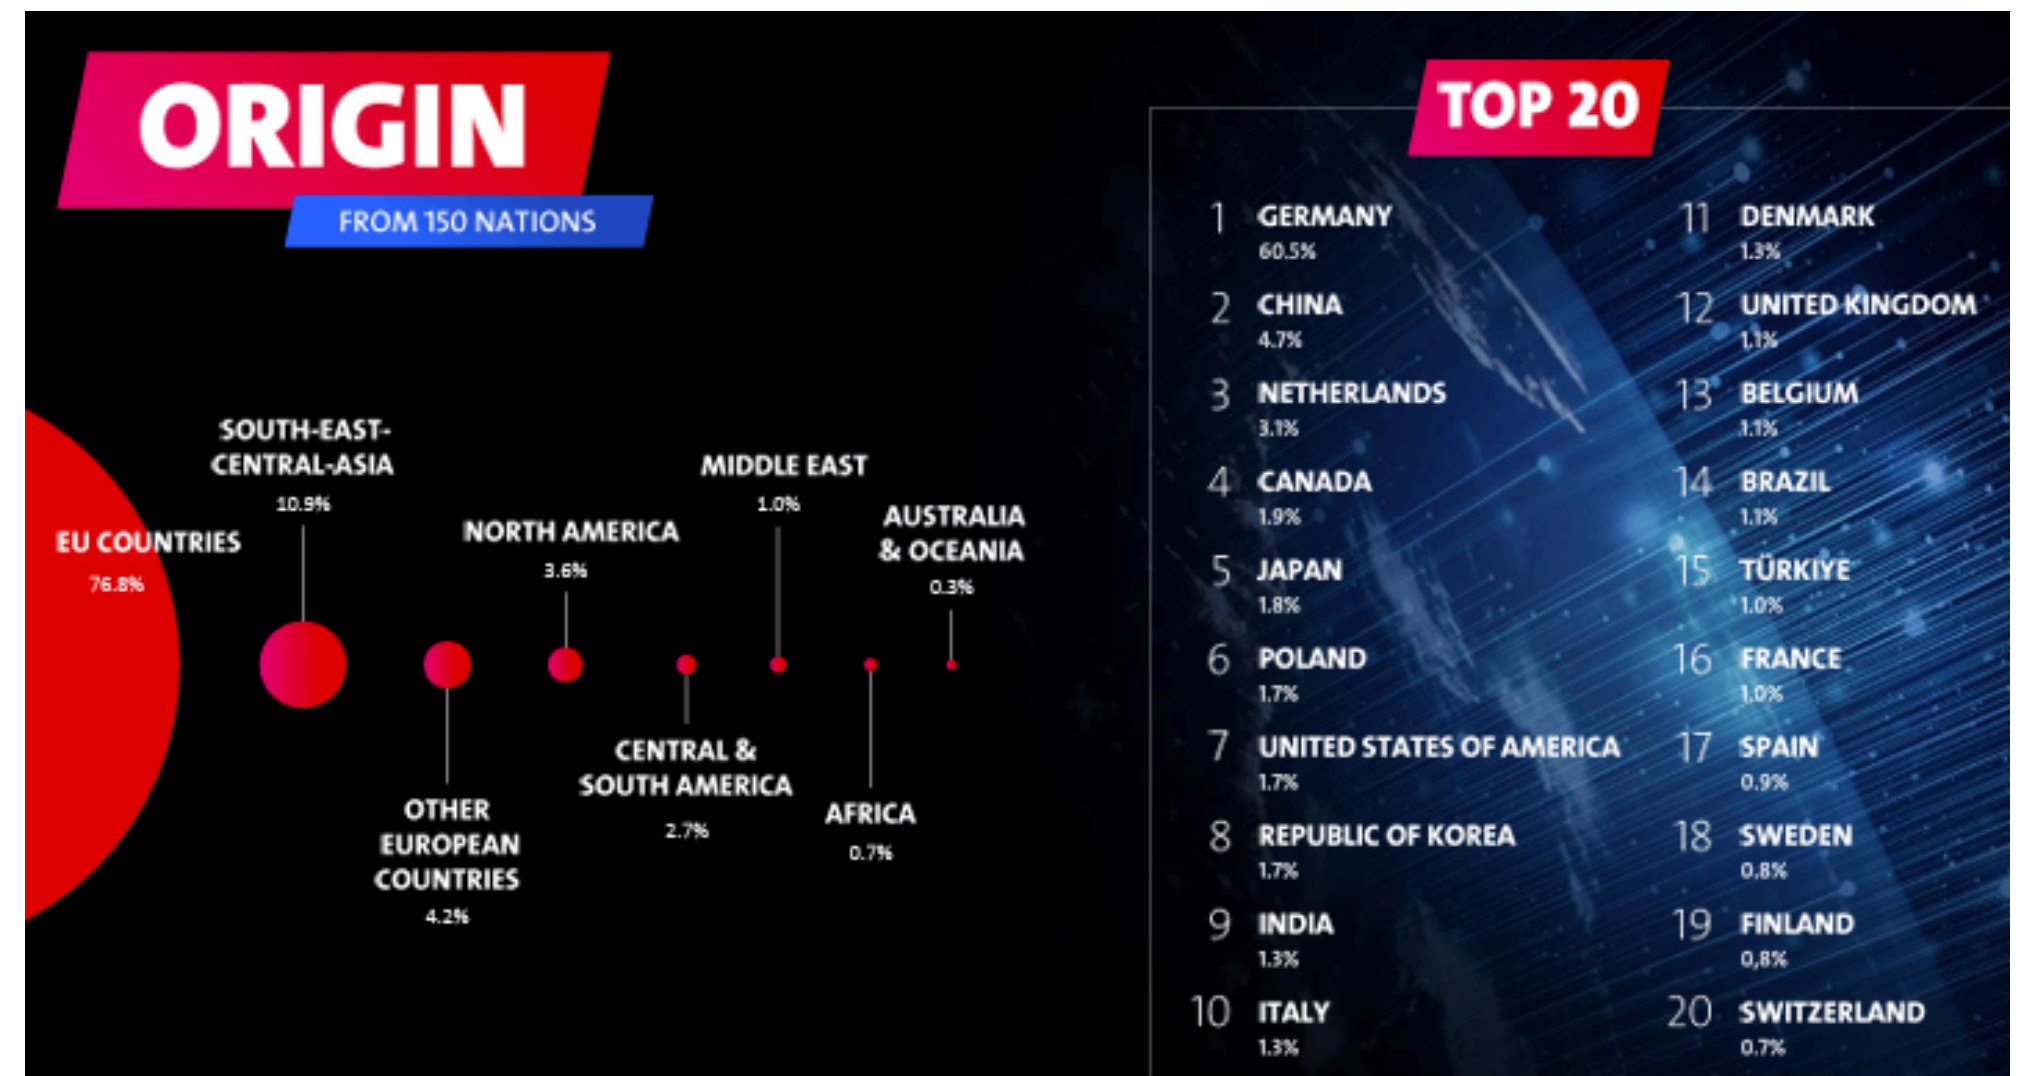 ORIGIN
FROM 150 NATIONS
EU COUNTRIES
76.8%
SOUTH-EAST-
CENTRAL-ASIA
10.9%
OTHER
EUROPEAN
COUNTRIES
4.2%
NORTH AMERICA
3.6%
CENTRAL &
SOUTH AMERICA
2.7%
MIDDLE EAST
1.0%
AFRICA
0.7%
AUSTRALIA
& OCEANIA
0.3%
TOP 20
1 GERMANY
60.5%
2 CHINA
4.7%
3 NETHERLANDS
3.1%
4 CANADA
1.9%
5 JAPAN
1.8%
6 POLAND
1.7%
7 UNITED STATES OF AMERICA
1.7%
8 REPUBLIC OF KOREA
1.7%
9 INDIA
1.3%
10 ITALY
1.3%
11 DENMARK
1.3%
12 UNITED KINGDOM
1.1%
13 BELGIUM
1.1%
14 BRAZIL
1.1%
15 TÜRKIYE
1.0%
16 FRANCE
1.0%
17 SPAIN
0.9%
18 SWEDEN
0.8%
19 FINLAND
0,8%
20 SWITZERLAND
0.7%